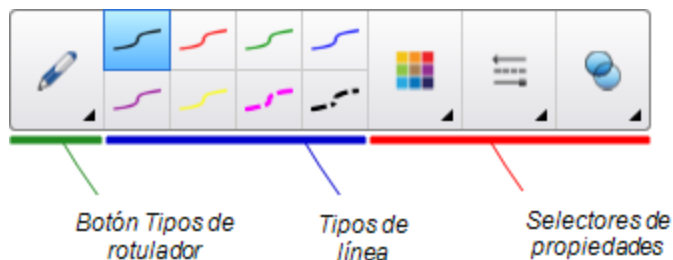 Botón Tipos de
rotulador
Tipos de
línea
Selectores de
propiedades